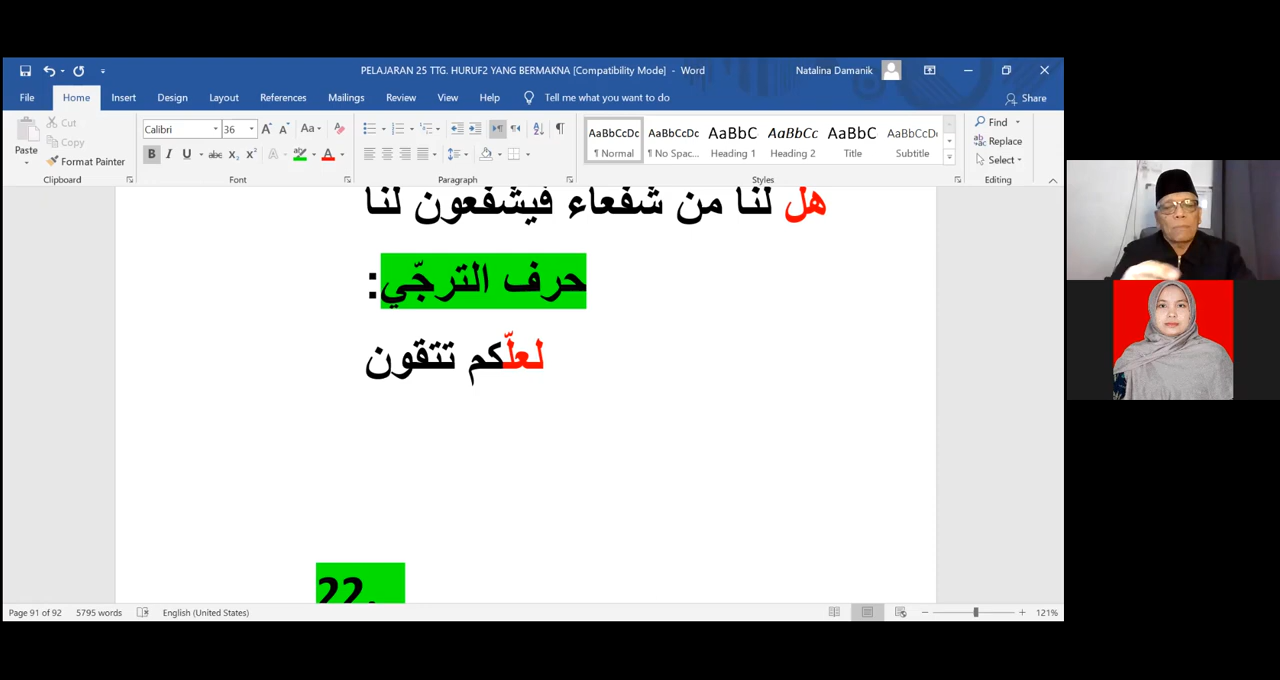 PELAJARAN 25 TTG. HURUF2 YANG BERMAKNA [Compatibility Mode] - Word
Natalina Damanik
File Home Insert Design Layout References Mailings Review View Help Tell me what you want to do Share
Paste
Cut
Copy
Format Painter
Clipboard
Calibri 36 A A Aa
B I U abc X₂ X² A A
Font
Paragraph
AaBbCcDc AaBbCcDc AaBbC AaBbCc AaBbC AaBbCcD
¶ Normal ¶ No Spac... Heading 1 Heading 2 Title Subtitle
Styles
Find
Replace
Select
Editing
هل لنا من شفعاء فيشفعون لنا
حرف الترجّي:
لعلّكم تتقون
22.
Page 91 of 92 5795 words English (United States) 121%